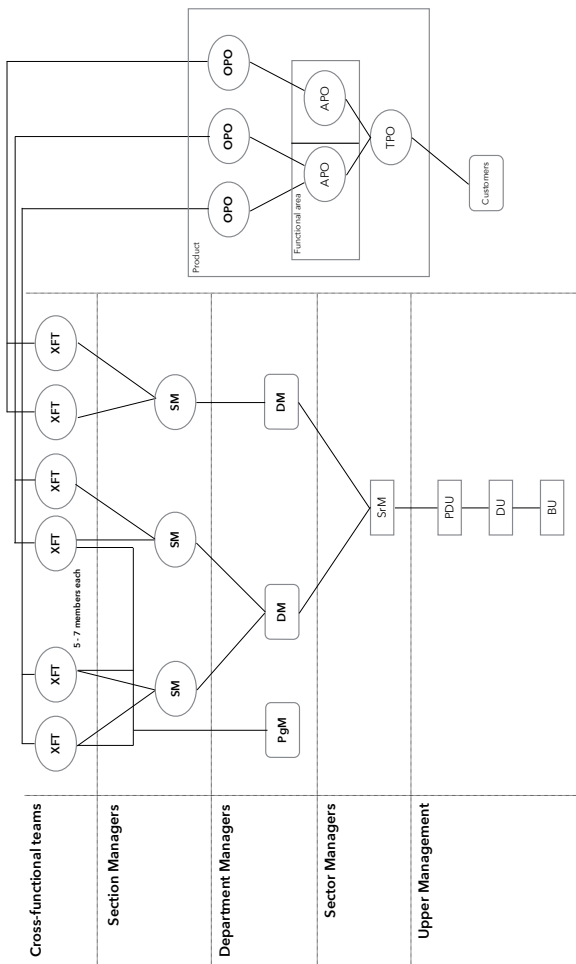 Cross-functional teams
XFT
XFT
XFT
XFT
XFT
XFT
5 - 7 members each
Section Managers
SM
SM
SM
Department Managers
PgM
DM
DM
Sector Managers
SrM
Upper Management
PDU
DU
BU
Product
OPO
OPO
OPO
Functional area
APO
APO
TPO
Customers